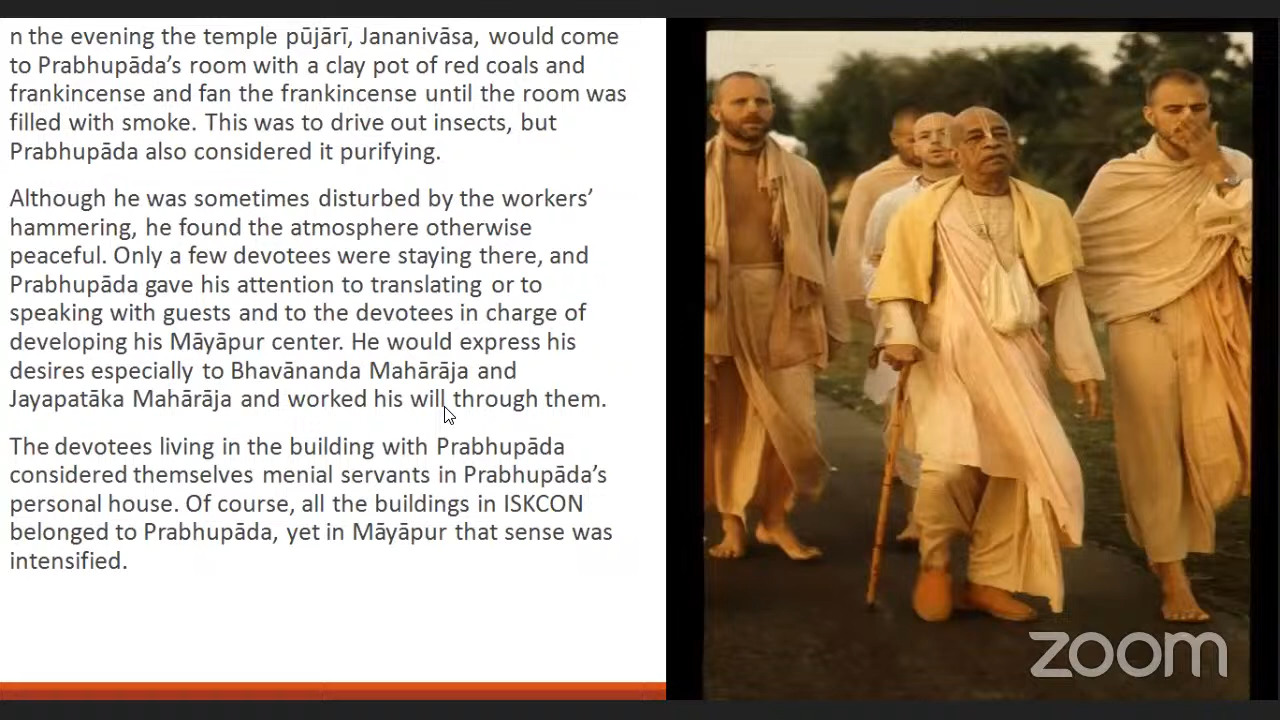 n the evening the temple pūjārī, Jananivāsa, would come
to Prabhupāda’s room with a clay pot of red coals and
frankincense and fan the frankincense until the room was
filled with smoke. This was to drive out insects, but
Prabhupāda also considered it purifying.
Although he was sometimes disturbed by the workers’
hammering, he found the atmosphere otherwise
peaceful. Only a few devotees were staying there, and
Prabhupāda gave his attention to translating or to
speaking with guests and to the devotees in charge of
developing his Māyāpur center. He would express his
desires especially to Bhavānanda Mahārāja and
Jayapatāka Mahārāja and worked his will through them.
The devotees living in the building with Prabhupāda
considered themselves menial servants in Prabhupāda’s
personal house. Of course, all the buildings in ISKCON
belonged to Prabhupāda, yet in Māyāpur that sense was
intensified.
zoom